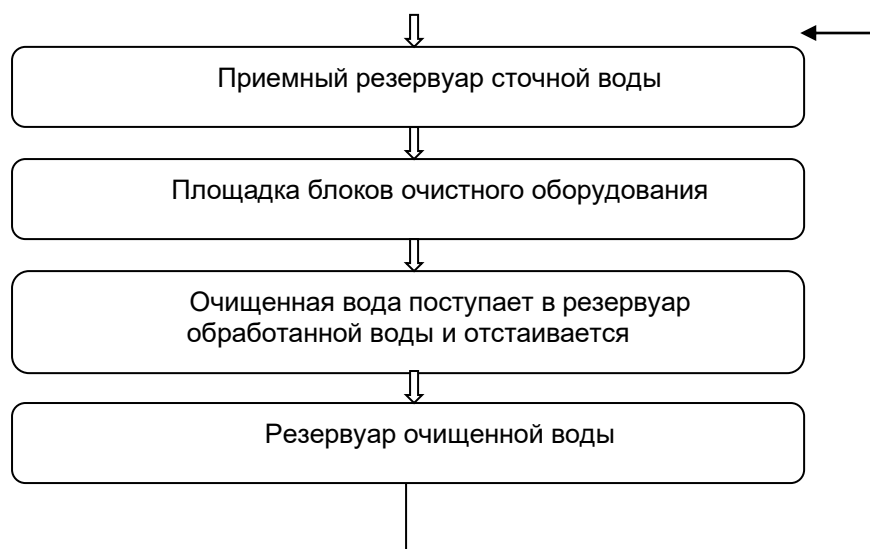 Приемный резервуар сточной воды
Площадка блоков очистного оборудования
Очищенная вода поступает в резервуар
обработанной воды и отстаивается
Резервуар очищенной воды